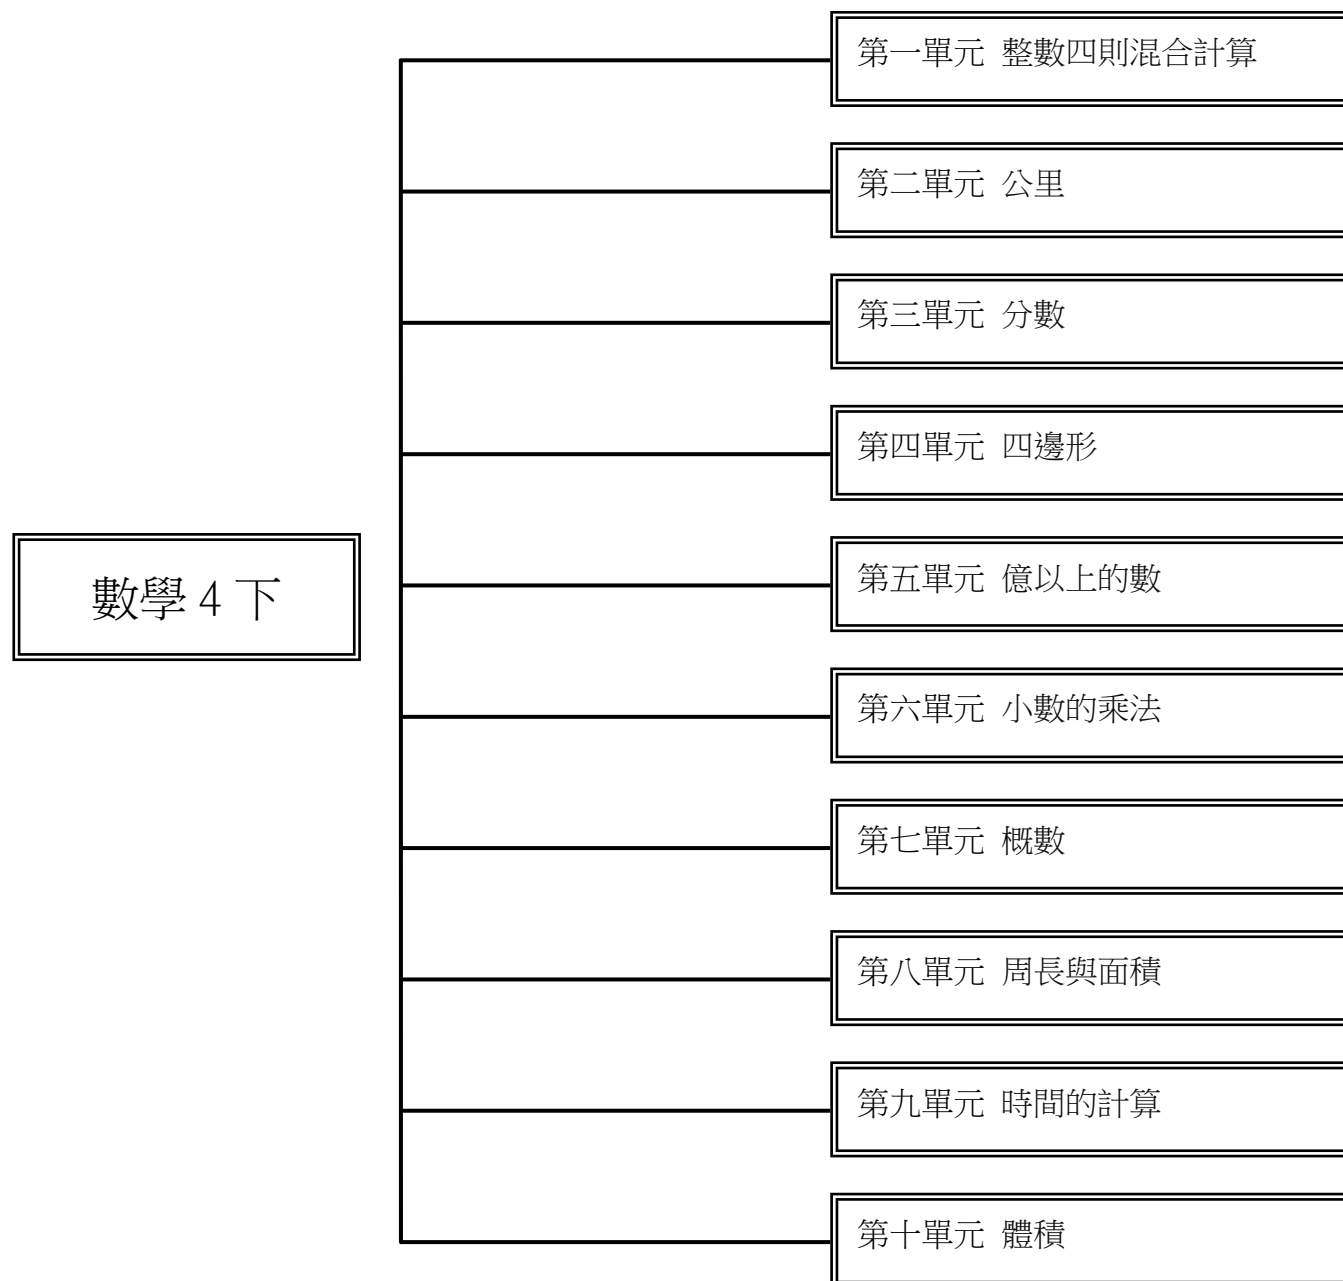 第一單元 整數四則混合計算
第二單元 公里
第三單元 分數
第四單元 四邊形
數學 4 下
第五單元 億以上的數
第六單元 小數的乘法
第七單元 概數
第八單元 周長與面積
第九單元 時間的計算
第十單元 體積